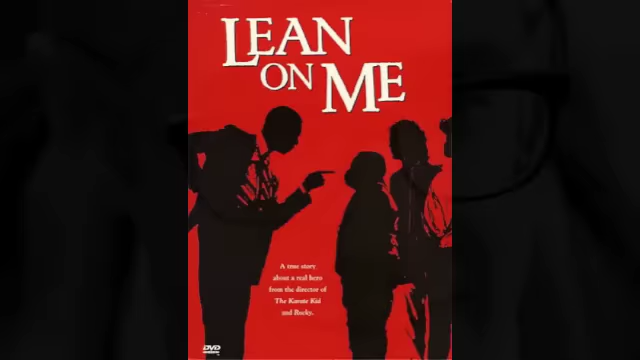 LEAN
ON ME
A true story
about a real hero
from the director of
The Karate Kid
and Rocky.
DVD